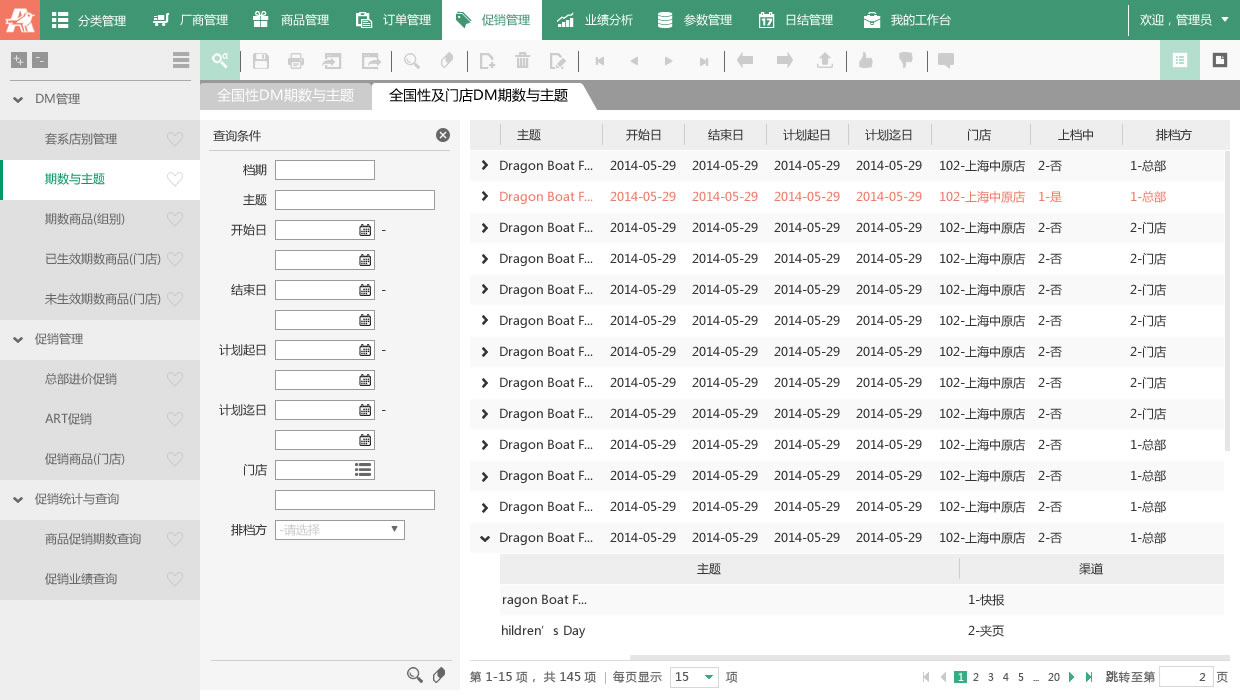 分类管理 厂商管理 商品管理 订单管理 促销管理 业绩分析 参数管理 日结管理 我的工作台 欢迎，管理员
全国性DM期数与主题 全国性及门店DM期数与主题
DM管理
套系店别管理
期数与主题
期数商品(组别)
已生效期数商品(门店)
未生效期数商品(门店)
促销管理
总部进价促销
ART促销
促销商品(门店)
促销统计与查询
商品促销期数查询
促销业绩查询
查询条件
档期
主题
开始日 -
结束日 -
计划起日 -
计划迄日 -
门店
排档方 -请选择
主题 开始日 结束日 计划起日 计划迄日 门店 上档中 排档方
Dragon Boat F... 2014-05-29 2014-05-29 2014-05-29 2014-05-29 102-上海中原店 2-否 1-总部
Dragon Boat F... 2014-05-29 2014-05-29 2014-05-29 2014-05-29 102-上海中原店 1-是 1-总部
Dragon Boat F... 2014-05-29 2014-05-29 2014-05-29 2014-05-29 102-上海中原店 2-否 2-门店
Dragon Boat F... 2014-05-29 2014-05-29 2014-05-29 2014-05-29 102-上海中原店 2-否 2-门店
Dragon Boat F... 2014-05-29 2014-05-29 2014-05-29 2014-05-29 102-上海中原店 2-否 2-门店
Dragon Boat F... 2014-05-29 2014-05-29 2014-05-29 2014-05-29 102-上海中原店 2-否 2-门店
Dragon Boat F... 2014-05-29 2014-05-29 2014-05-29 2014-05-29 102-上海中原店 2-否 2-门店
Dragon Boat F... 2014-05-29 2014-05-29 2014-05-29 2014-05-29 102-上海中原店 2-否 2-门店
Dragon Boat F... 2014-05-29 2014-05-29 2014-05-29 2014-05-29 102-上海中原店 2-否 2-门店
Dragon Boat F... 2014-05-29 2014-05-29 2014-05-29 2014-05-29 102-上海中原店 2-否 1-总部
Dragon Boat F... 2014-05-29 2014-05-29 2014-05-29 2014-05-29 102-上海中原店 2-否 1-总部
Dragon Boat F... 2014-05-29 2014-05-29 2014-05-29 2014-05-29 102-上海中原店 2-否 1-总部
Dragon Boat F... 2014-05-29 2014-05-29 2014-05-29 2014-05-29 102-上海中原店 2-否 1-总部
主题 渠道
ragon Boat F... 1-快报
hildren’s Day 2-夹页
第 1-15 项，共 145 项 | 每页显示 15 项 1 2 3 4 5 ... 20 跳转至第 2 页